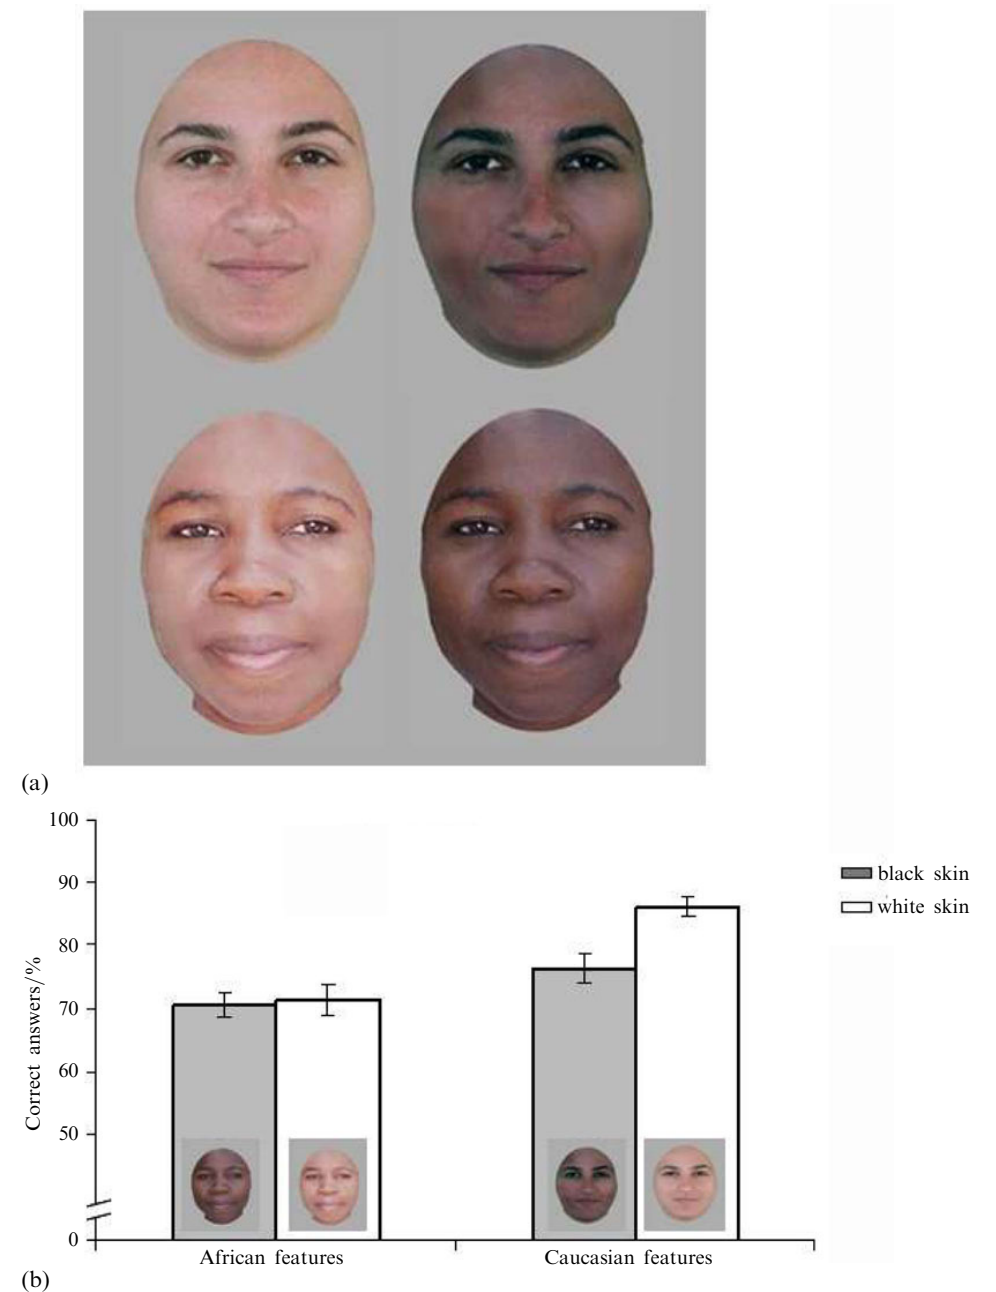 (a)
100
90
80
70
60
50
0
Correct answers/%
black skin
white skin
African features
Caucasian features
(b)